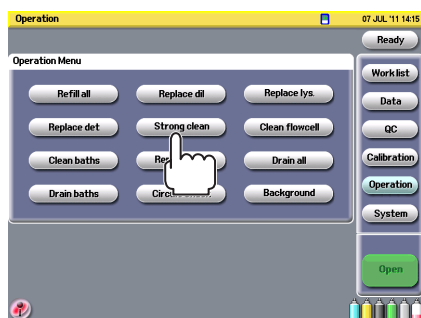 Operation
07 JUL '11 14:15
Ready
Operation Menu
Refill all
Replace dil
Replace lys.
Replace det
Strong clean
Clean flowcell
Clean baths
Drain all
Drain baths
Background
Worklist
Data
QC
Calibration
Operation
System
Open